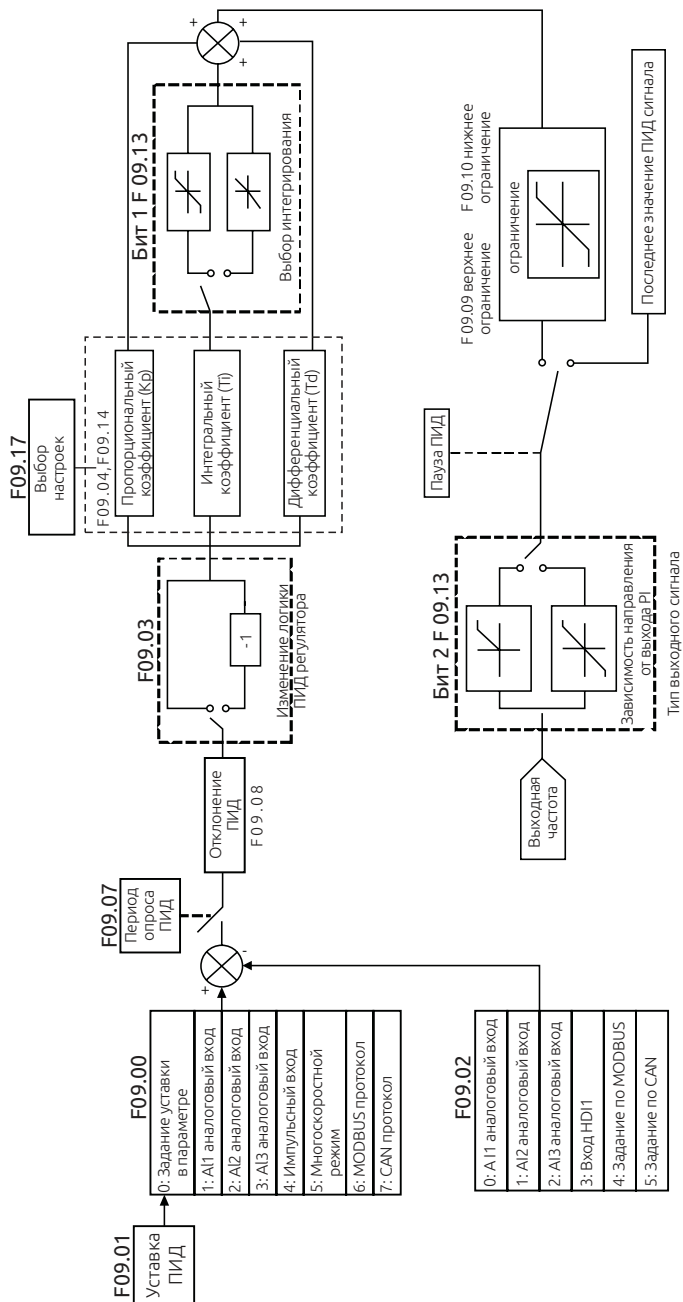 F09.01
Уставка
ПИД
F09.00
0: Задание уставки
в параметре
1: AI1 аналоговый вход
2: AI2 аналоговый вход
3: AI3 аналоговый вход
4: Импульсный вход
5: Многоскоростной
режим
6: MODBUS протокол
7: CAN протокол
+
-
F09.07
Период
опроса
ПИД
Отклонение
ПИД
F09.08
F09.03
-1
Изменение логики
ПИД регулятора
F09.17
Выбор
настроек
F09.04,F09.14
Пропорциональный
коэффициент (Kp)
Интегральный
коэффициент (Ti)
Дифференциальный
коэффициент (Td)
Бит 1 F 09.13
Выбор интегрирования
+
+
+
F09.02
0: AI1 аналоговый вход
1: AI2 аналоговый вход
2: AI3 аналоговый вход
3: Вход HDI1
4: Задание по MODBUS
5: Задание по CAN
Выходная
частота
Бит 2 F 09.13
Зависимость направления
от выхода PI
Тип выходного сигнала
Пауза ПИД
F 09.09 верхнее
ограничение
F 09.10 нижнее
ограничение
ограничение
Последнее значение ПИД сигнала